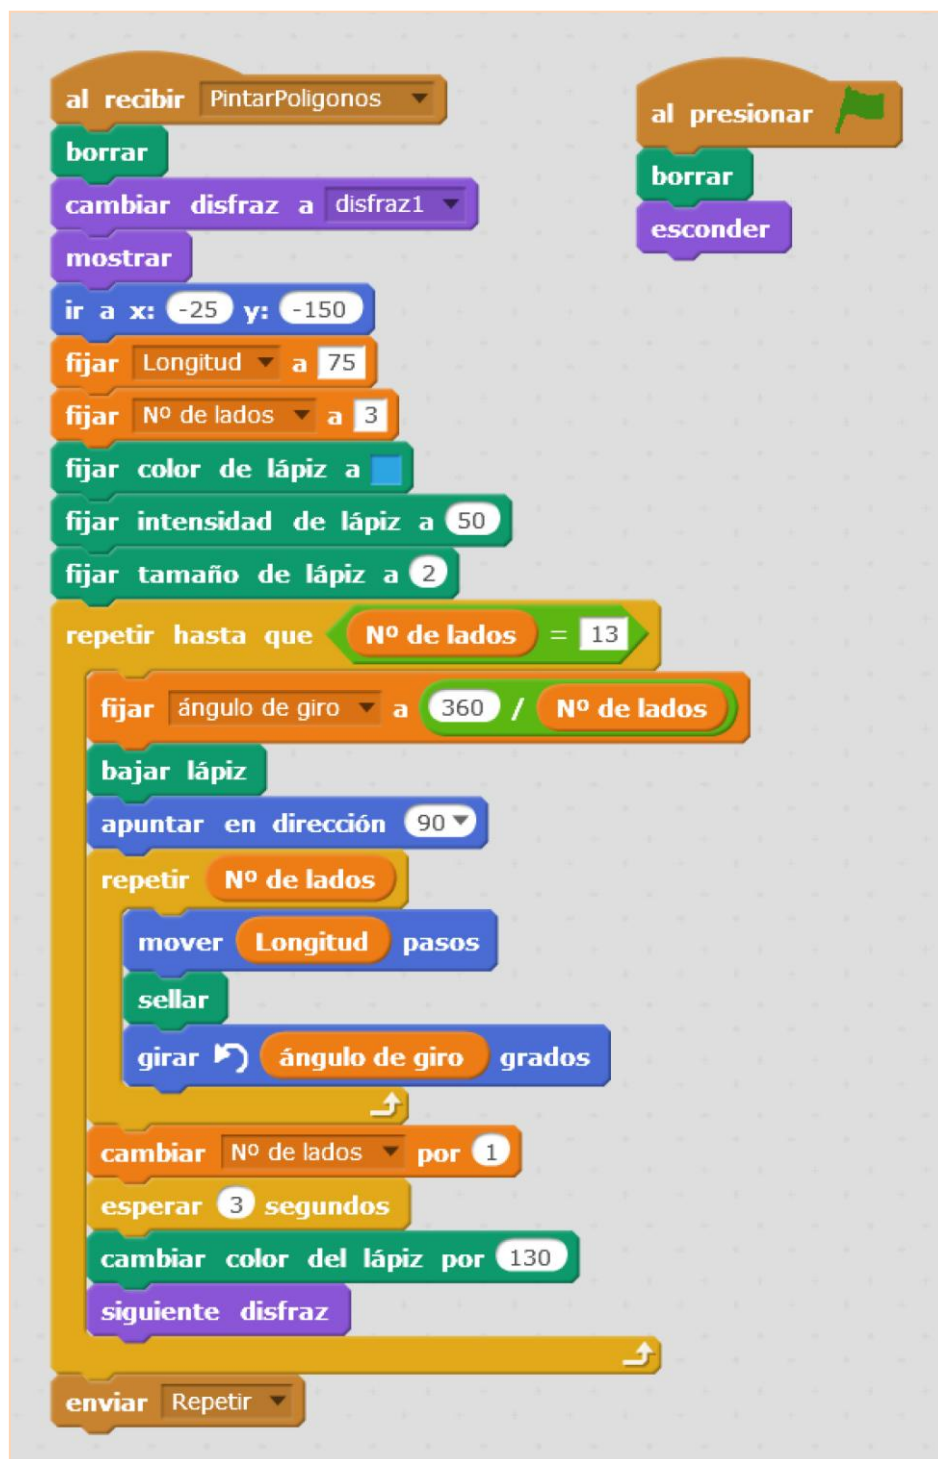 al recibir PintarPoligonos
borrar
cambiar disfraz a disfraz1
mostrar
ir a x: -25 y: -150
fijar Longitud a 75
fijar Nº de lados a 3
fijar color de lápiz a
fijar intensidad de lápiz a 50
fijar tamaño de lápiz a 2
repetir hasta que Nº de lados = 13
fijar ángulo de giro a 360 / Nº de lados
bajar lápiz
apuntar en dirección 90
repetir Nº de lados
mover Longitud pasos
sellar
girar ángulo de giro grados
cambiar Nº de lados por 1
esperar 3 segundos
cambiar color del lápiz por 130
siguiente disfraz
enviar Repetir
al presionar
borrar
esconder